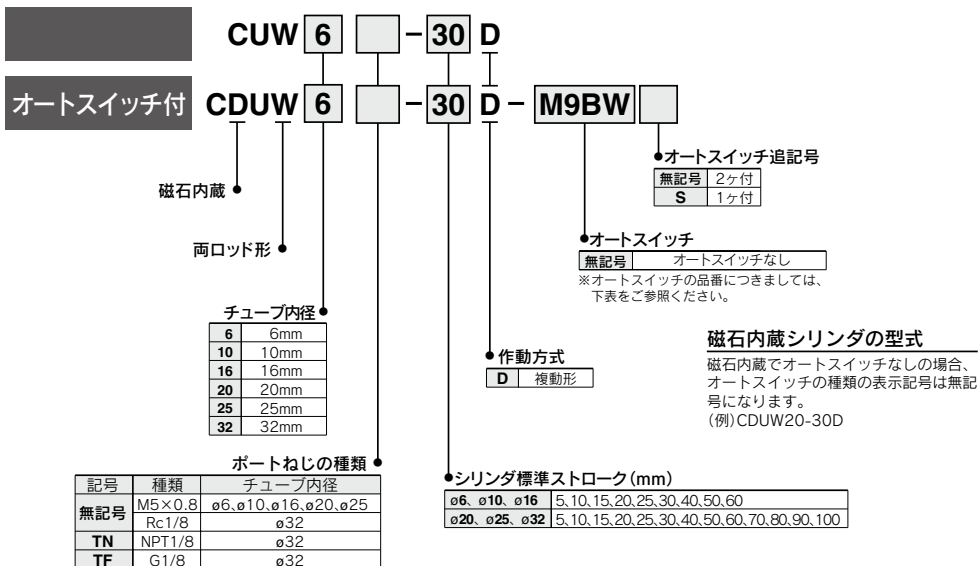 CUW 6 - 30 D
オートスイッチ付 CDUW 6 - 30 D - M9BW
磁石内蔵
両ロッド形
オートスイッチ追記号
無記号 2ヶ付
S 1ヶ付
オートスイッチ
無記号 オートスイッチなし
※オートスイッチの品番につきましては、
下表をご参照ください。
チューブ内径
6 6mm
10 10mm
16 16mm
20 20mm
25 25mm
32 32mm
作動方式
D 複動形
磁石内蔵シリンダの型式
磁石内蔵でオートスイッチなしの場合、
オートスイッチの種類の表示記号は無記
号になります。
(例)CDUW20-30D
ポートねじの種類
記号 種類 チューブ内径
無記号 M5×0.8 ø6、ø10、ø16、ø20、ø25
Rc1/8 ø32
TN NPT1/8 ø32
TF G1/8 ø32
シリンダ標準ストローク(mm)
ø6、ø10、ø16 5、10、15、20、25、30、40、50、60
ø20、ø25、ø32 5、10、15、20、25、30、40、50、60、70、80、90、100